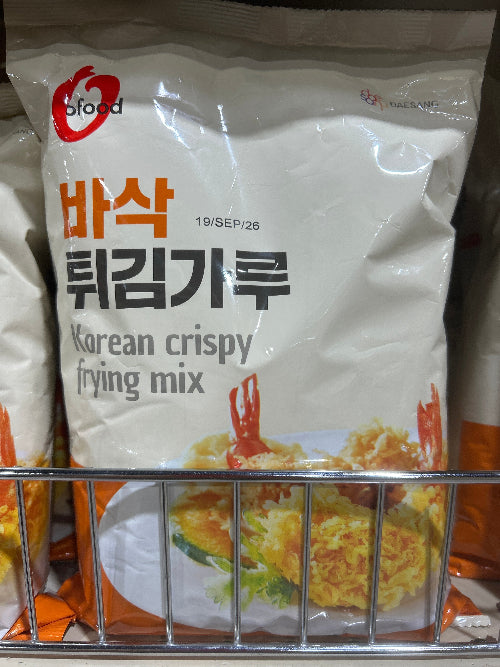 Ofood
DAESANG
바삭
19/SEP/26
튀김가루
Korean crispy
frying mix